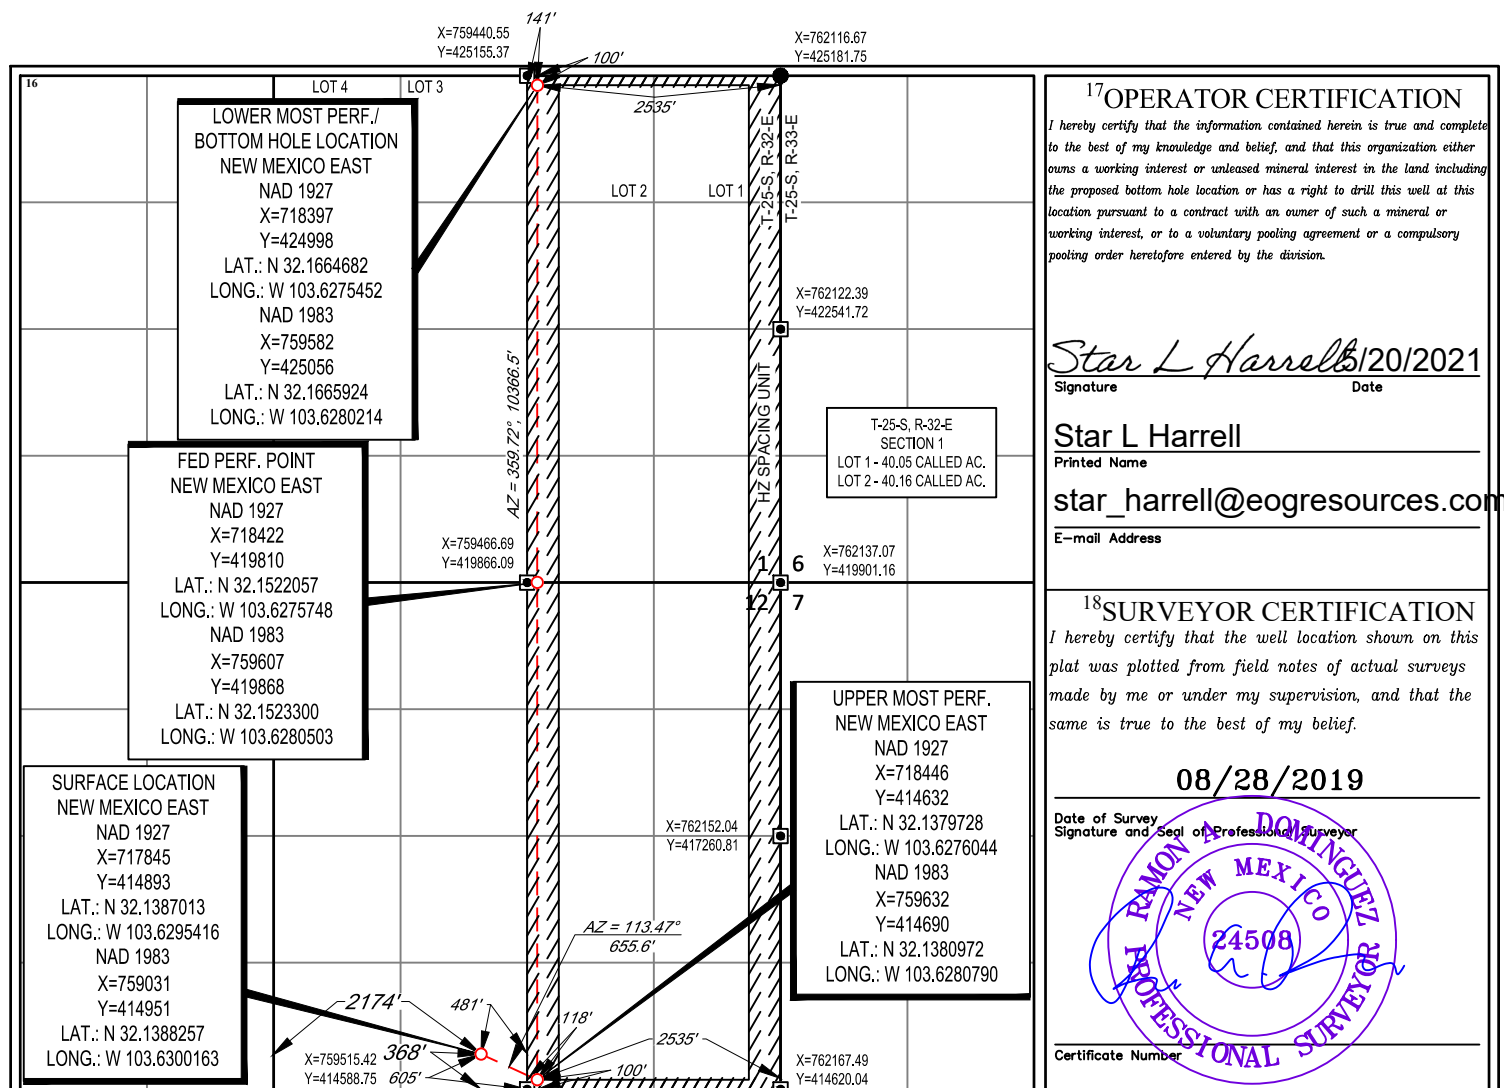 141'
X=759440.55
Y=425155.37
100'
X=762116.67
Y=425181.75
16
LOT 4
LOT 3
2535'
LOWER MOST PERF./
BOTTOM HOLE LOCATION
NEW MEXICO EAST
NAD 1927
X=718397
Y=424998
LAT.: N 32.1664682
LONG.: W 103.6275452
NAD 1983
X=759582
Y=425056
LAT.: N 32.1665924
LONG.: W 103.6280214
LOT 2
LOT 1
T-25-S, R-32-E
T-25-S, R-33-E
X=762122.39
Y=422541.72
AZ = 359.72°, 10366.5'
HZ SPACING UNIT
T-25-S, R-32-E
SECTION 1
LOT 1 - 40.05 CALLED AC.
LOT 2 - 40.16 CALLED AC.
FED PERF. POINT
NEW MEXICO EAST
NAD 1927
X=718422
Y=419810
LAT.: N 32.1522057
LONG.: W 103.6275748
NAD 1983
X=759607
Y=419868
LAT.: N 32.1523300
LONG.: W 103.6280503
X=759466.69
Y=419866.09
1 6
12 7
X=762137.07
Y=419901.16
UPPER MOST PERF.
NEW MEXICO EAST
NAD 1927
X=718446
Y=414632
LAT.: N 32.1379728
LONG.: W 103.6276044
NAD 1983
X=759632
Y=414690
LAT.: N 32.1380972
LONG.: W 103.6280790
SURFACE LOCATION
NEW MEXICO EAST
NAD 1927
X=717845
Y=414893
LAT.: N 32.1387013
LONG.: W 103.6295416
NAD 1983
X=759031
Y=414951
LAT.: N 32.1388257
LONG.: W 103.6300163
X=762152.04
Y=417260.81
AZ = 113.47°
655.6'
2174'
481'
118'
368'
2535'
X=759515.42
Y=414588.75
605'
100'
X=762167.49
Y=414620.04
17OPERATOR CERTIFICATION
I hereby certify that the information contained herein is true and complete
to the best of my knowledge and belief, and that this organization either
owns a working interest or unleased mineral interest in the land including
the proposed bottom hole location or has a right to drill this well at this
location pursuant to a contract with an owner of such a mineral or
working interest, or to a voluntary pooling agreement or a compulsory
pooling order heretofore entered by the division.
Star L Harrell 5/20/2021
Signature Date
Star L Harrell
Printed Name
star_harrell@eogresources.com
E-mail Address
18SURVEYOR CERTIFICATION
I hereby certify that the well location shown on this
plat was plotted from field notes of actual surveys
made by me or under my supervision, and that the
same is true to the best of my belief.
08/28/2019
Date of Survey
Signature and Seal of Professional Surveyor
RAMON A. DOMINGUEZ
NEW MEXICO
24508
PROFESSIONAL SURVEYOR
Certificate Number